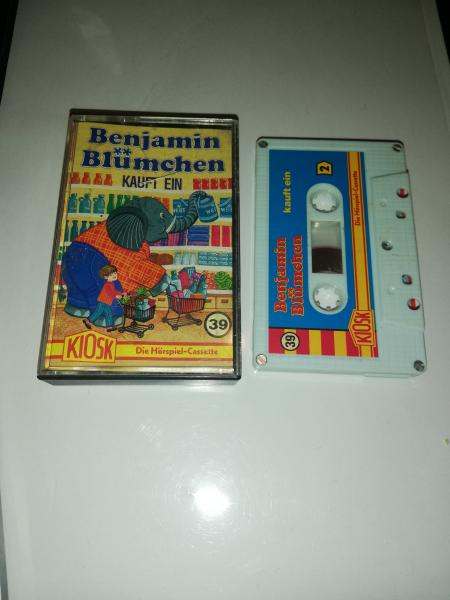 Benjamin
Blümchen
KAUFT EIN
39
KIOSK
Die Hörspiel-Cassette
2
kauft ein
Benjamin
Blümchen
Die Hörspiel-Cassette
39
KIOSK